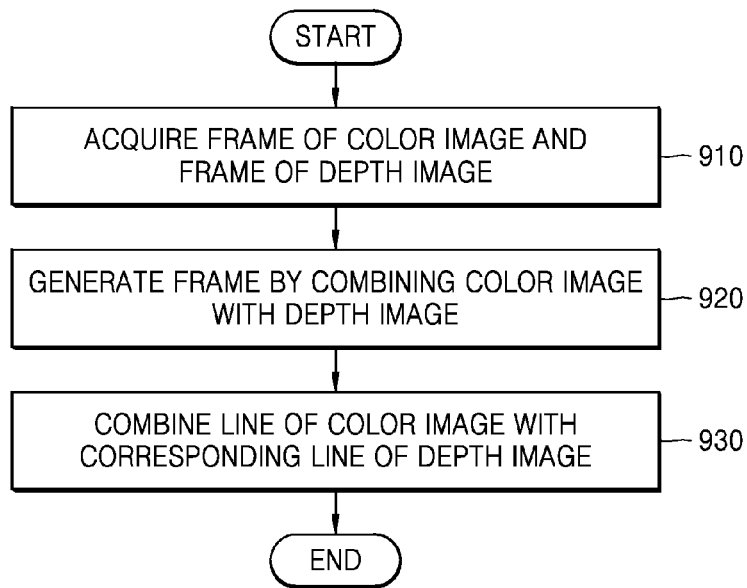 START
ACQUIRE FRAME OF COLOR IMAGE AND
FRAME OF DEPTH IMAGE
910
GENERATE FRAME BY COMBINING COLOR IMAGE
WITH DEPTH IMAGE
920
COMBINE LINE OF COLOR IMAGE WITH
CORRESPONDING LINE OF DEPTH IMAGE
930
END